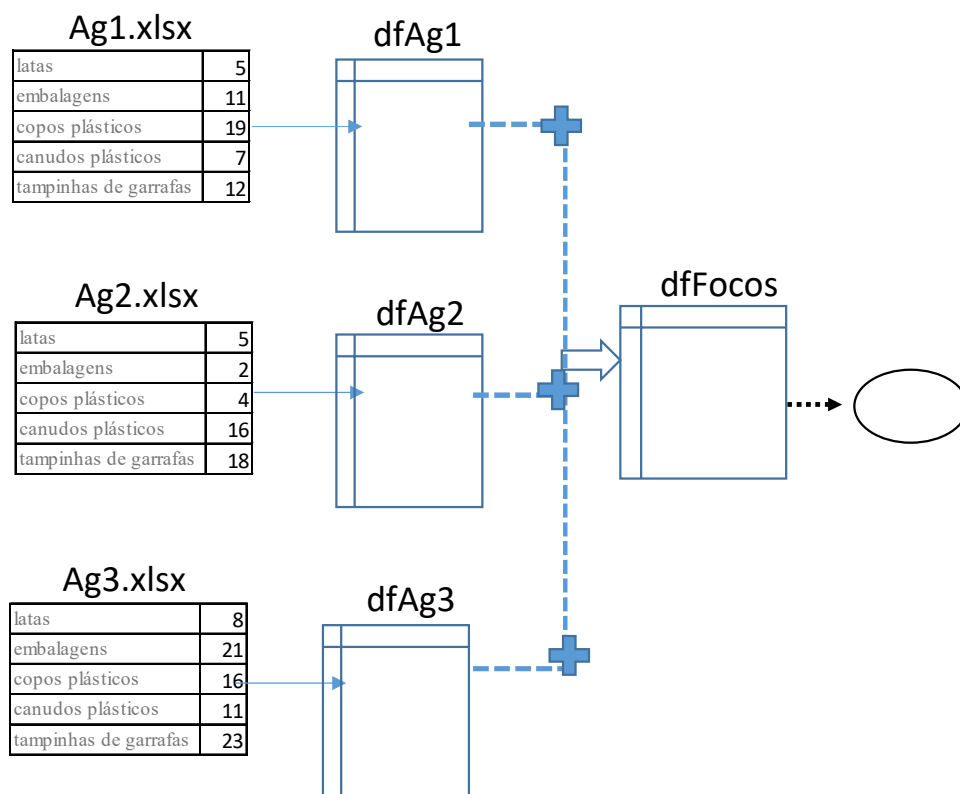 Ag1.xlsx
latas 5
embalagens 11
copos plásticos 19
canudos plásticos 7
tampinhas de garrafas 12
dfAg1
Ag2.xlsx
latas 5
embalagens 2
copos plásticos 4
canudos plásticos 16
tampinhas de garrafas 18
dfAg2
dfFocos
Ag3.xlsx
latas 8
embalagens 21
copos plásticos 16
canudos plásticos 11
tampinhas de garrafas 23
dfAg3